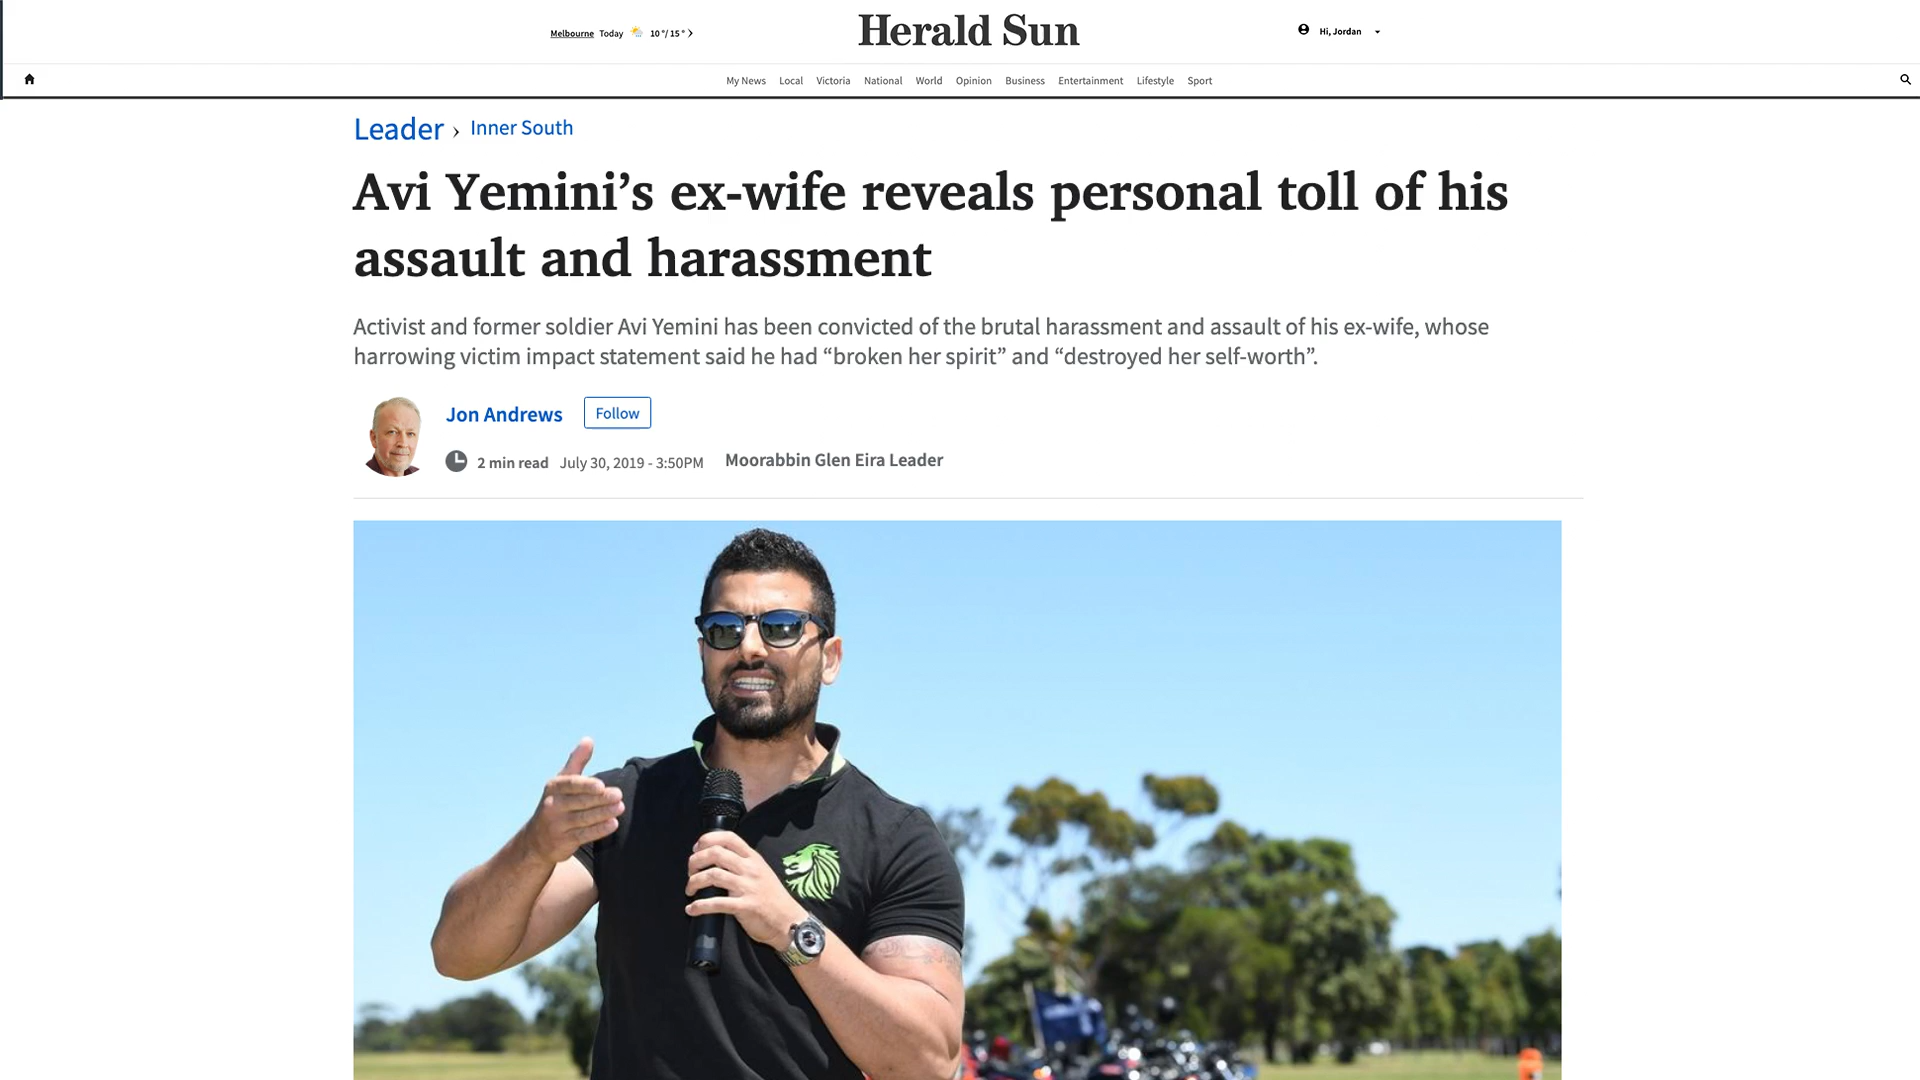 Melbourne Today 10°/ 15° >
Herald Sun
Hi, Jordan
My News Local Victoria National World Opinion Business Entertainment Lifestyle Sport
Leader › Inner South
Avi Yemini’s ex-wife reveals personal toll of his
assault and harassment
Activist and former soldier Avi Yemini has been convicted of the brutal harassment and assault of his ex-wife, whose
harrowing victim impact statement said he had “broken her spirit” and “destroyed her self-worth”.
Jon Andrews Follow
2 min read July 30, 2019 - 3:50PM Moorabbin Glen Eira Leader